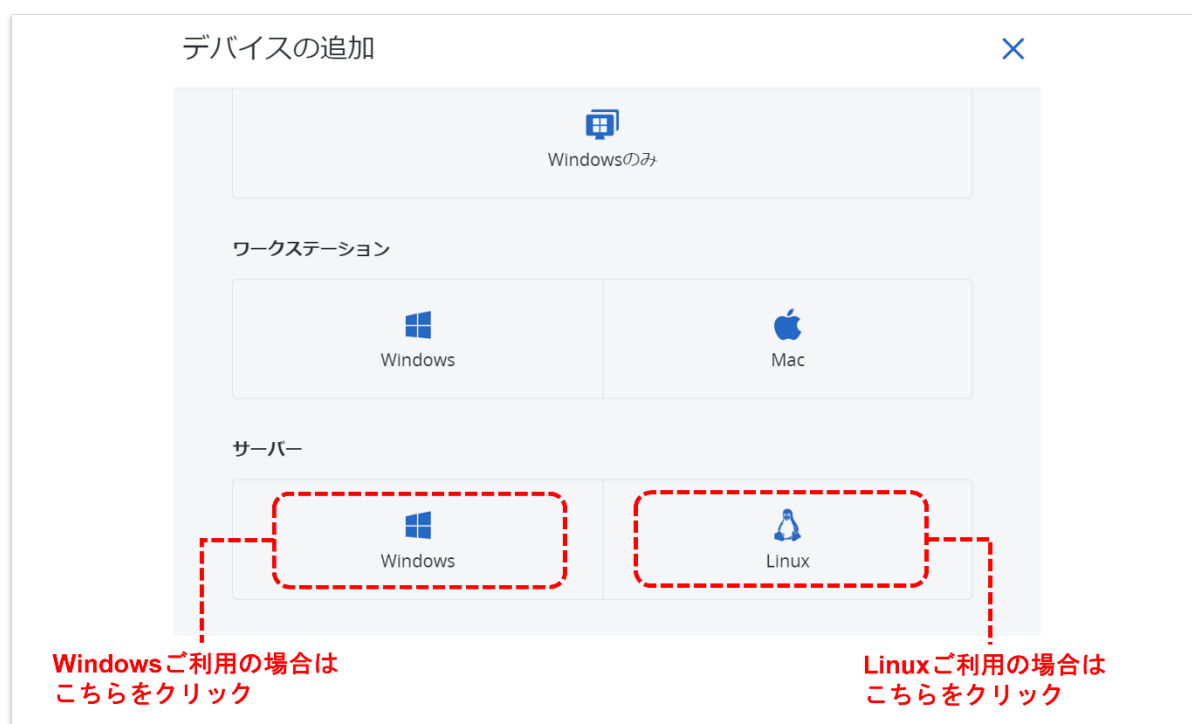 デバイスの追加
Windowsのみ
ワークステーション
Windows
Mac
サーバー
Windows
Linux
Windowsご利用の場合は
こちらをクリック
Linuxご利用の場合は
こちらをクリック